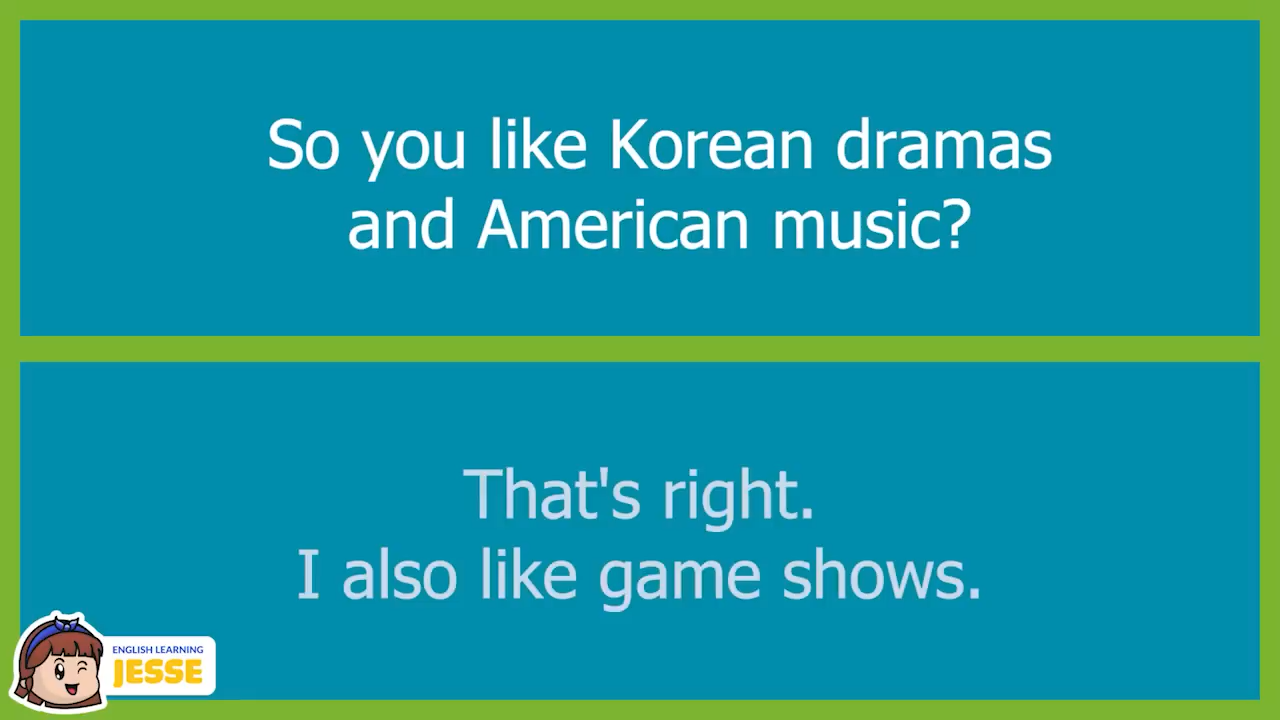 So you like Korean dramas
and American music?
That's right.
I also like game shows.
ENGLISH LEARNING
JESSE